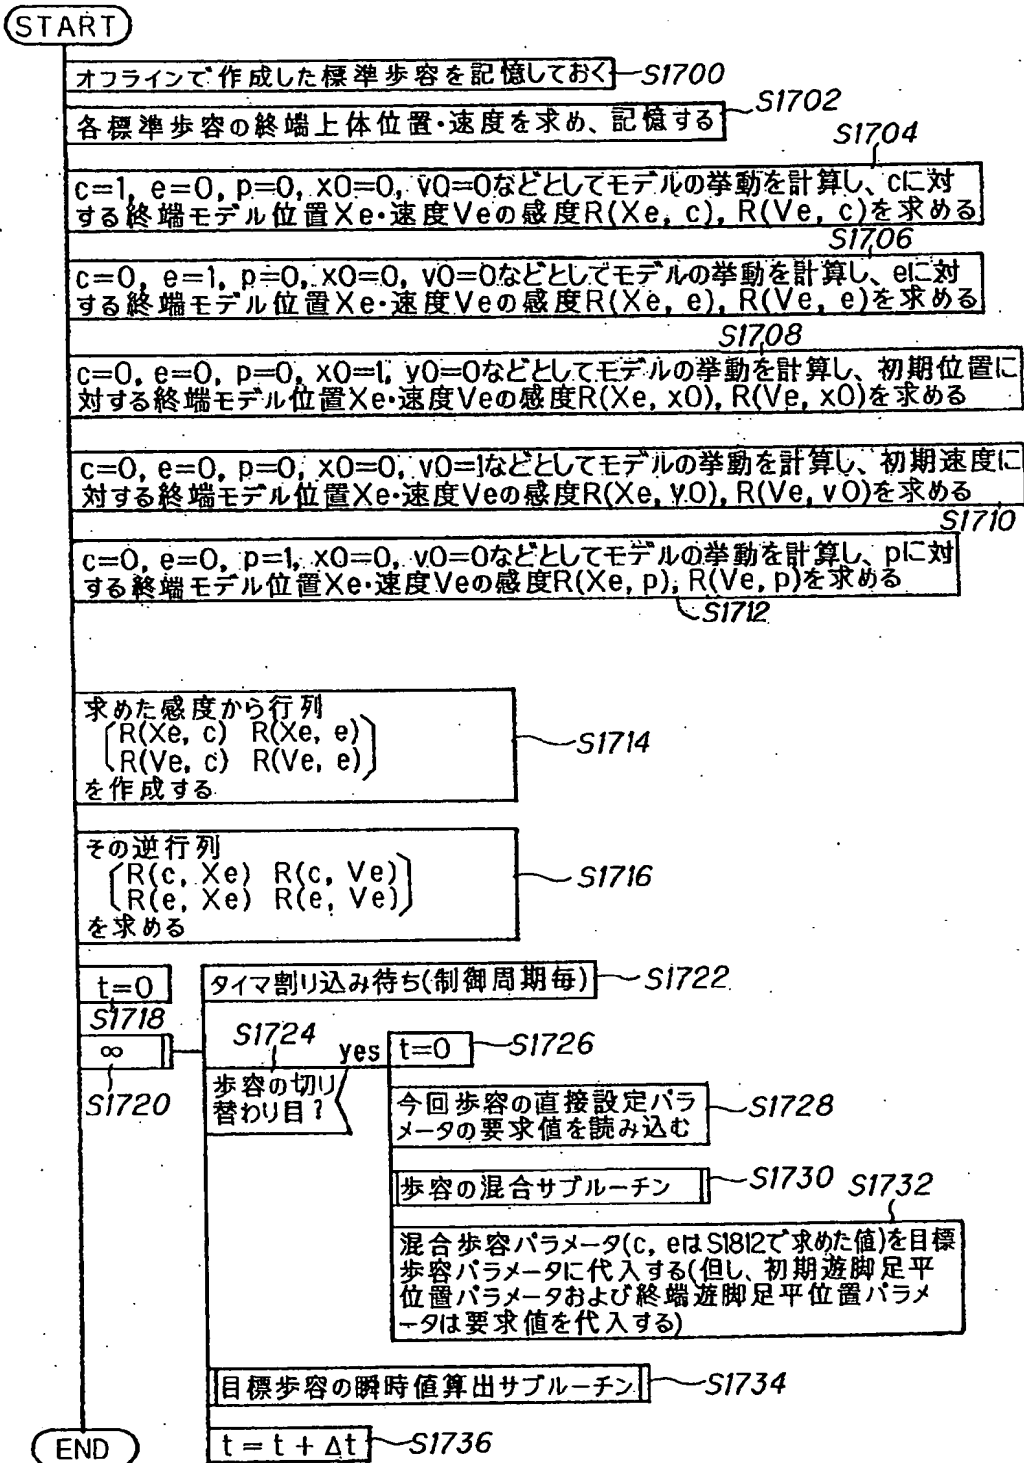 START
オフラインで作成した標準歩容を記憶しておく
S1700
S1702
各標準歩容の終端上体位置・速度を求め、記憶する
S1704
c=1, e=0, p=0, x0=0, v0=0などとしてモデルの挙動を計算し、cに対
する終端モデル位置Xe・速度Veの感度R(Xe, c), R(Ve, c)を求める
S1706
c=0, e=1, p=0, x0=0, v0=0などとしてモデルの挙動を計算し、eに対
する終端モデル位置Xe・速度Veの感度R(Xe, e), R(Ve, e)を求める
S1708
c=0, e=0, p=0, x0=1, v0=0などとしてモデルの挙動を計算し、初期位置に
対する終端モデル位置Xe・速度Veの感度R(Xe, x0), R(Ve, x0)を求める
c=0, e=0, p=0, x0=0, v0=1などとしてモデルの挙動を計算し、初期速度に
対する終端モデル位置Xe・速度Veの感度R(Xe, v0), R(Ve, v0)を求める
S1710
c=0, e=0, p=1, x0=0, v0=0などとしてモデルの挙動を計算し、pに対
する終端モデル位置Xe・速度Veの感度R(Xe, p), R(Ve, p)を求める
S1712
求めた感度から行列
R(Xe, c) R(Xe, e)
R(Ve, c) R(Ve, e)
を作成する
S1714
その逆行列
R(c, Xe) R(c, Ve)
R(e, Xe) R(e, Ve)
を求める
S1716
t=0
S1718
タイマ割り込み待ち(制御周期毎)
S1722
∞
S1720
S1724
歩容の切り
替わり目?
yes
t=0
S1726
今回歩容の直接設定パラ
メータの要求値を読み込む
S1728
歩容の混合サブルーチン
S1730
S1732
混合歩容パラメータ(c, eはS1812で求めた値)を目標
歩容パラメータに代入する(但し、初期遊脚足平
位置パラメータおよび終端遊脚足平位置パラメ
ータは要求値を代入する)
目標歩容の瞬時値算出サブルーチン
S1734
t = t + Δt
S1736
END